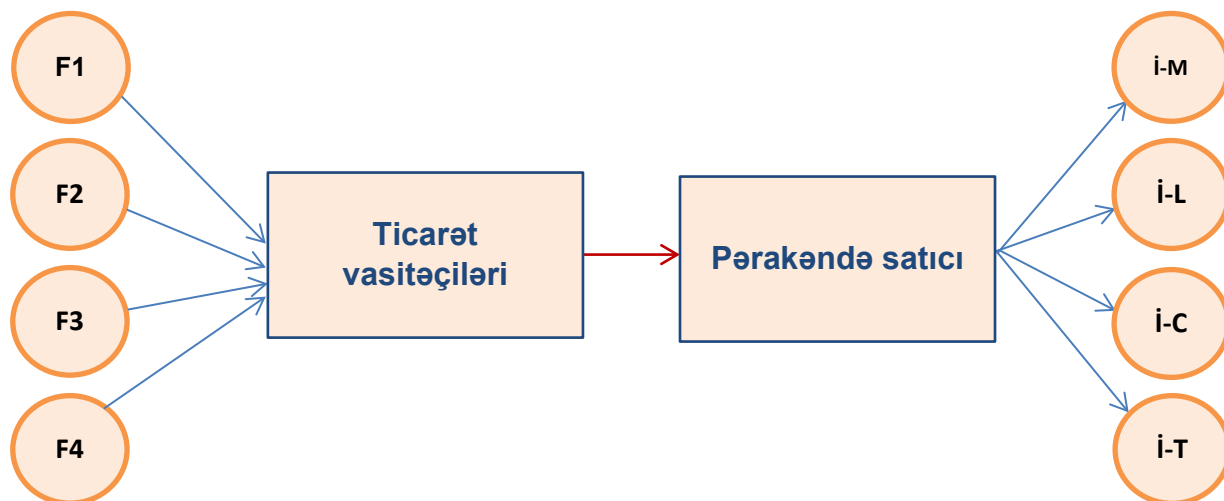 F1
F2
F3
F4
Ticarət
vasitəçiləri
Pərakəndə satıcı
İ-M
İ-L
İ-C
İ-T